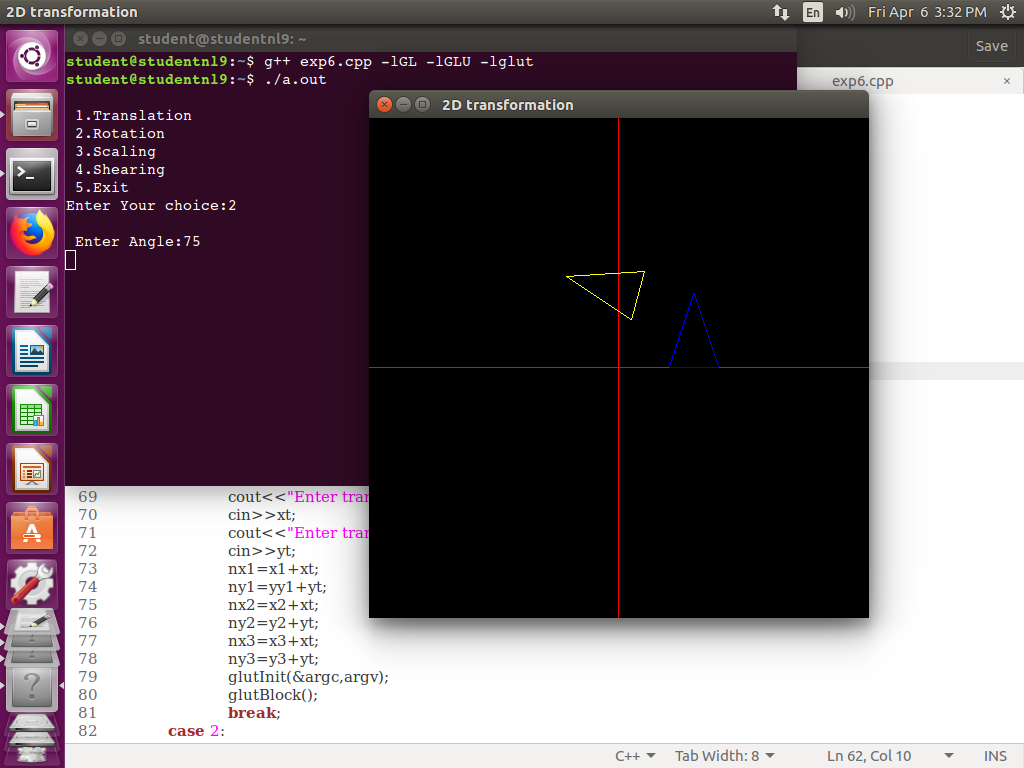 2D transformation
En
Fri Apr 6 3:32 PM
student@studentnl9: ~
Save
student@studentnl9:~$ g++ exp6.cpp -lGL -lGLU -lglut
student@studentnl9:~$ ./a.out
exp6.cpp ×
2D transformation
1.Translation
2.Rotation
3.Scaling
4.Shearing
5.Exit
Enter Your choice:2
Enter Angle:75
69 cout<<"Enter tran
70 cin>>xt;
71 cout<<"Enter tran
72 cin>>yt;
73 nx1=x1+xt;
74 ny1=yy1+yt;
75 nx2=x2+xt;
76 ny2=y2+yt;
77 nx3=x3+xt;
78 ny3=y3+yt;
79 glutInit(&argc,argv);
80 glutBlock();
81 break;
82 case 2:
C++ Tab Width: 8 Ln 62, Col 10 INS